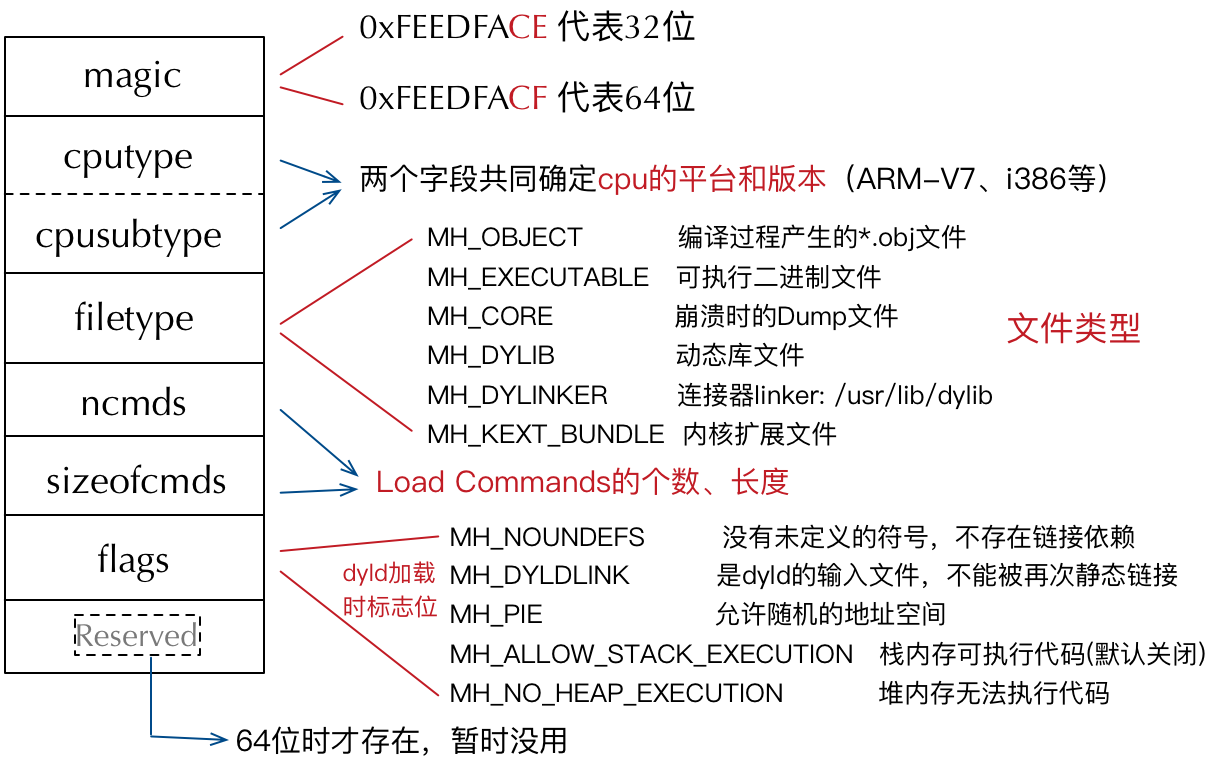 magic
0xFEEDFACE 代表32位
0xFEEDFACF 代表64位
cputype
cpusubtype
两个字段共同确定cpu的平台和版本（ARM-V7、i386等）
filetype
MH_OBJECT 编译过程产生的*.obj文件
MH_EXECUTABLE 可执行二进制文件
MH_CORE 崩溃时的Dump文件
MH_DYLIB 动态库文件
MH_DYLINKER 连接器linker: /usr/lib/dylib
MH_KEXT_BUNDLE 内核扩展文件
文件类型
ncmds
sizeofcmds
Load Commands的个数、长度
flags
dyld加载
时标志位
MH_NOUNDEFS 没有未定义的符号，不存在链接依赖
MH_DYLDLINK 是dyld的输入文件，不能被再次静态链接
MH_PIE 允许随机的地址空间
MH_ALLOW_STACK_EXECUTION 栈内存可执行代码(默认关闭)
MH_NO_HEAP_EXECUTION 堆内存无法执行代码
Reserved
64位时才存在，暂时没用